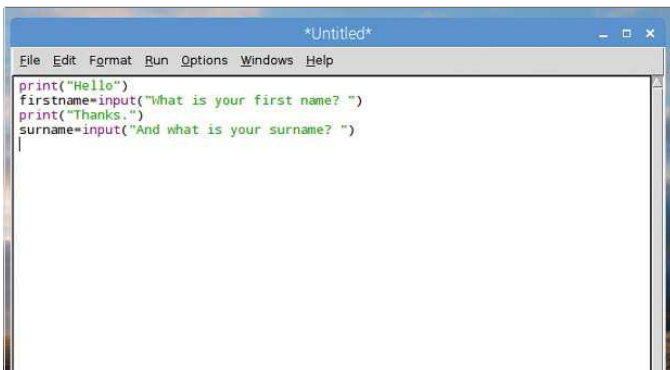 *Untitled*
File Edit Format Run Options Windows Help
print("Hello")
firstname=input("What is your first name? ")
print("Thanks.")
surname=input("And what is your surname? ")